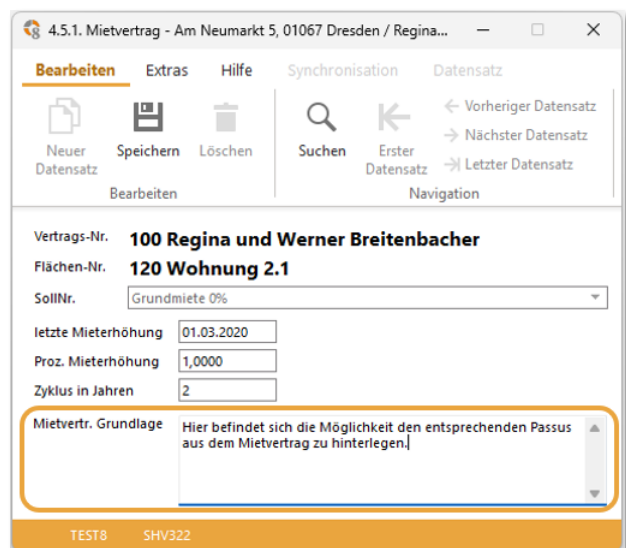 4.5.1. Mietvertrag - Am Neumarkt 5, 01067 Dresden / Regina...
Bearbeiten Extras Hilfe Synchronisation Datensatz
Neuer Datensatz
Speichern
Löschen
Bearbeiten
Suchen
Erster Datensatz
Vorheriger Datensatz
Nächster Datensatz
Letzter Datensatz
Navigation
Vertrags-Nr. 100 Regina und Werner Breitenbacher
Flächen-Nr. 120 Wohnung 2.1
SollNr. Grundmiete 0%
letzte Mieterhöhung 01.03.2020
Proz. Mieterhöhung 1,0000
Zyklus in Jahren 2
Mietvertr. Grundlage Hier befindet sich die Möglichkeit den entsprechenden Passus
aus dem Mietvertrag zu hinterlegen.
TEST8 SHV322